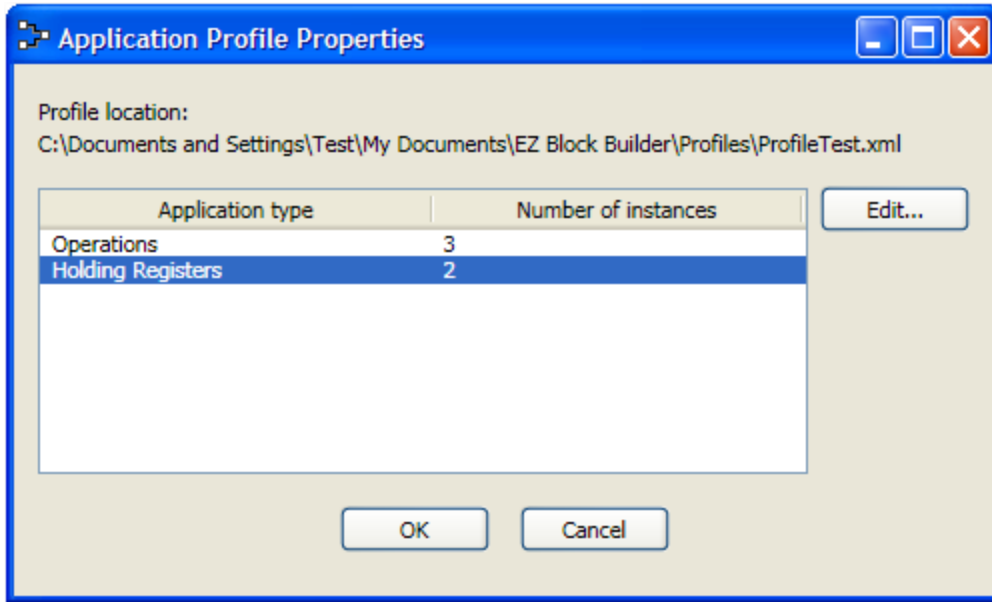 Application Profile Properties
Profile location:
C:\Documents and Settings\Test\My Documents\EZ Block Builder\Profiles\ProfileTest.xml
Application type Number of instances Edit...
Operations 3
Holding Registers 2
OK Cancel